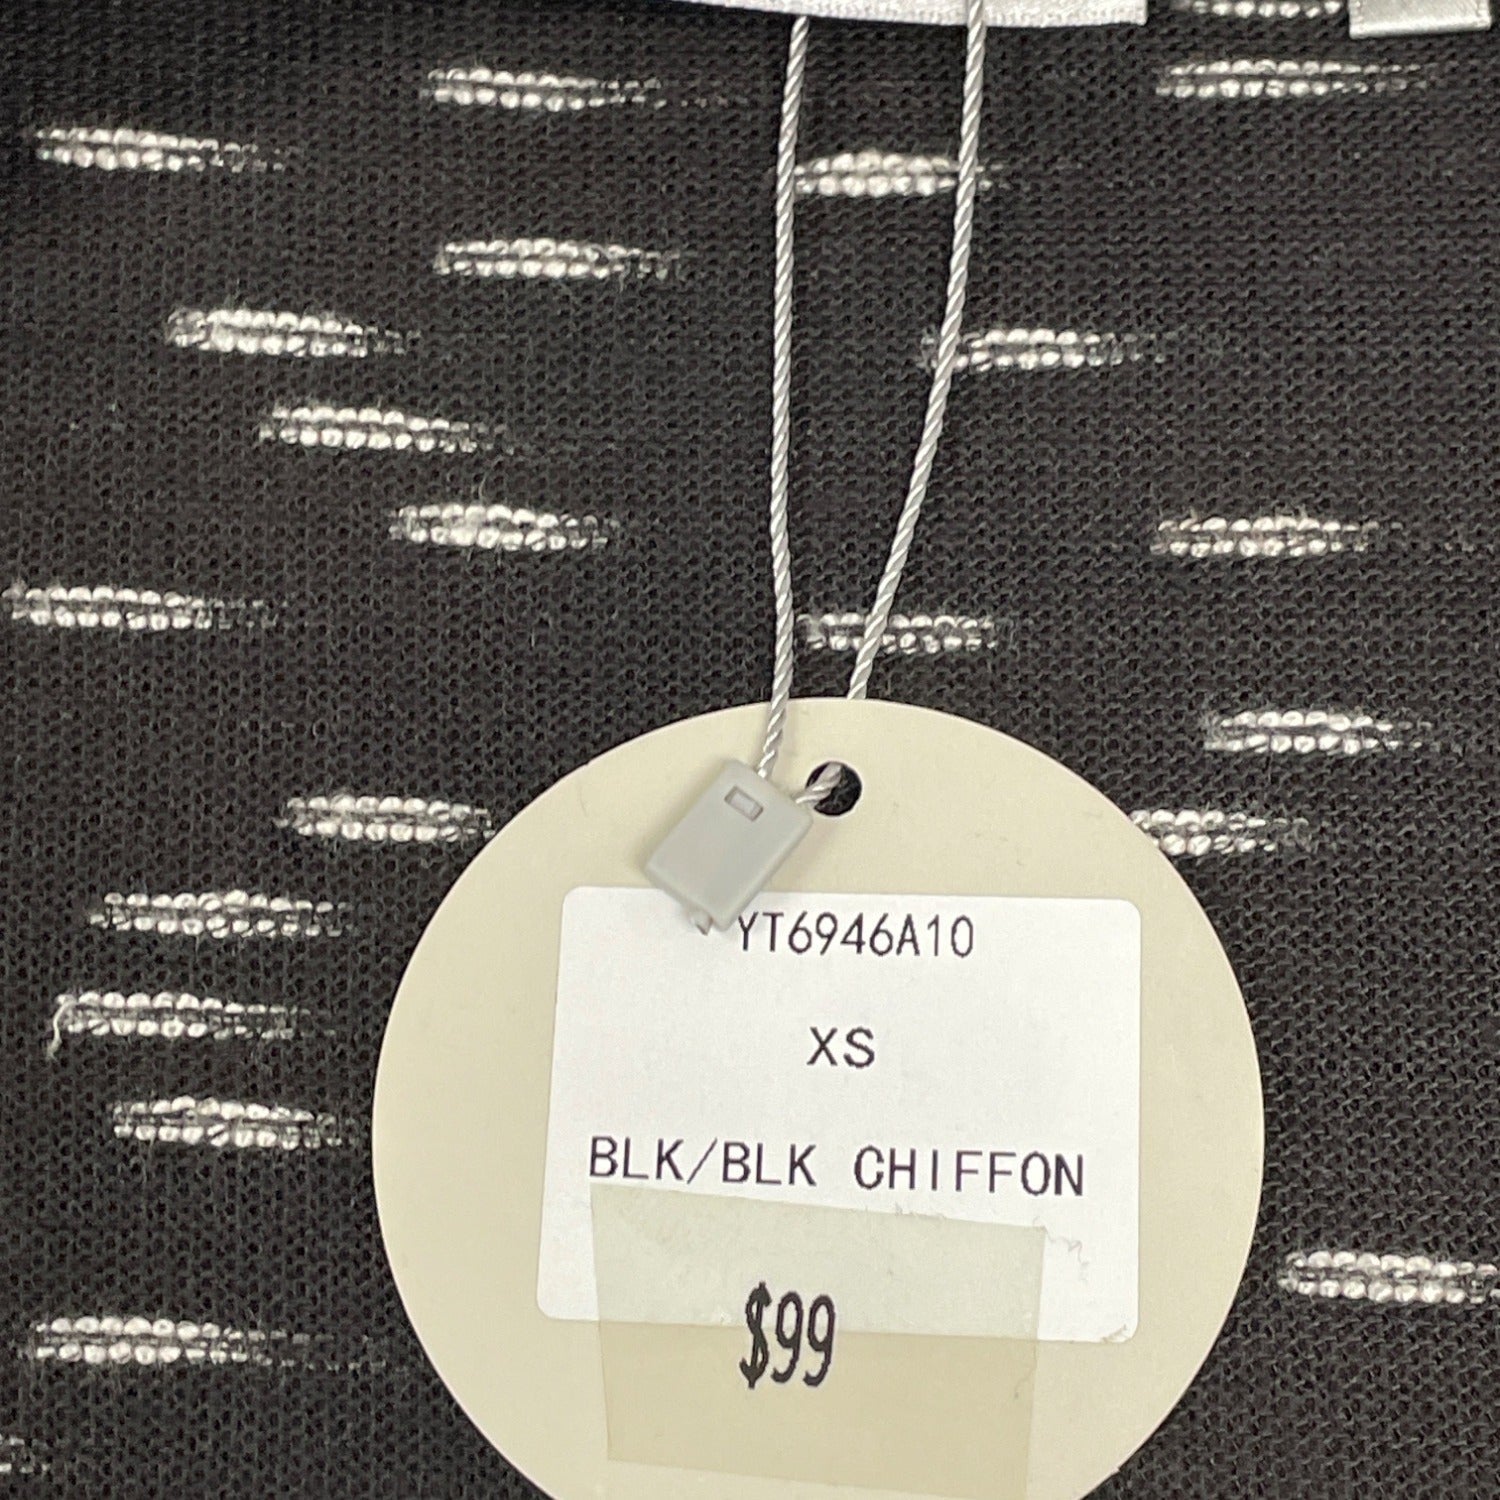 YT6946A10
XS
BLK/BLK CHIFFON
$99